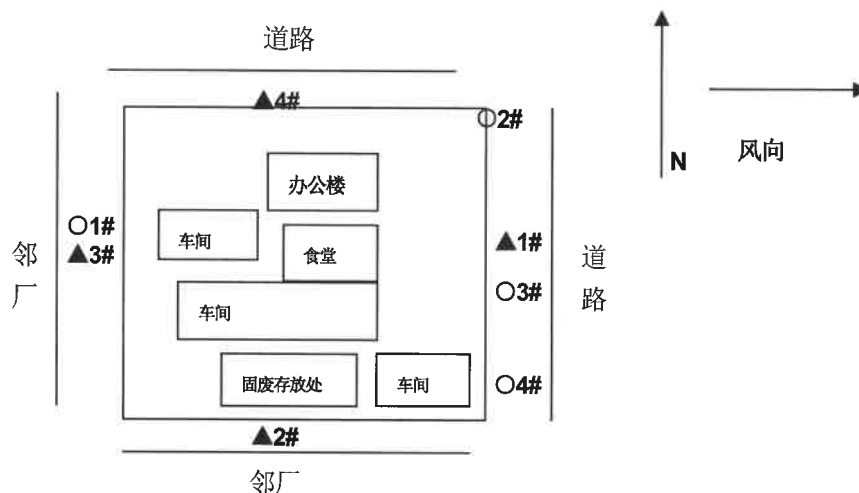 道路
▲4#
○2#
N
风向
办公楼
○1#
▲3#
车间
食堂
▲1#
邻厂
道路
○3#
车间
固废存放处
车间
○4#
▲2#
邻厂